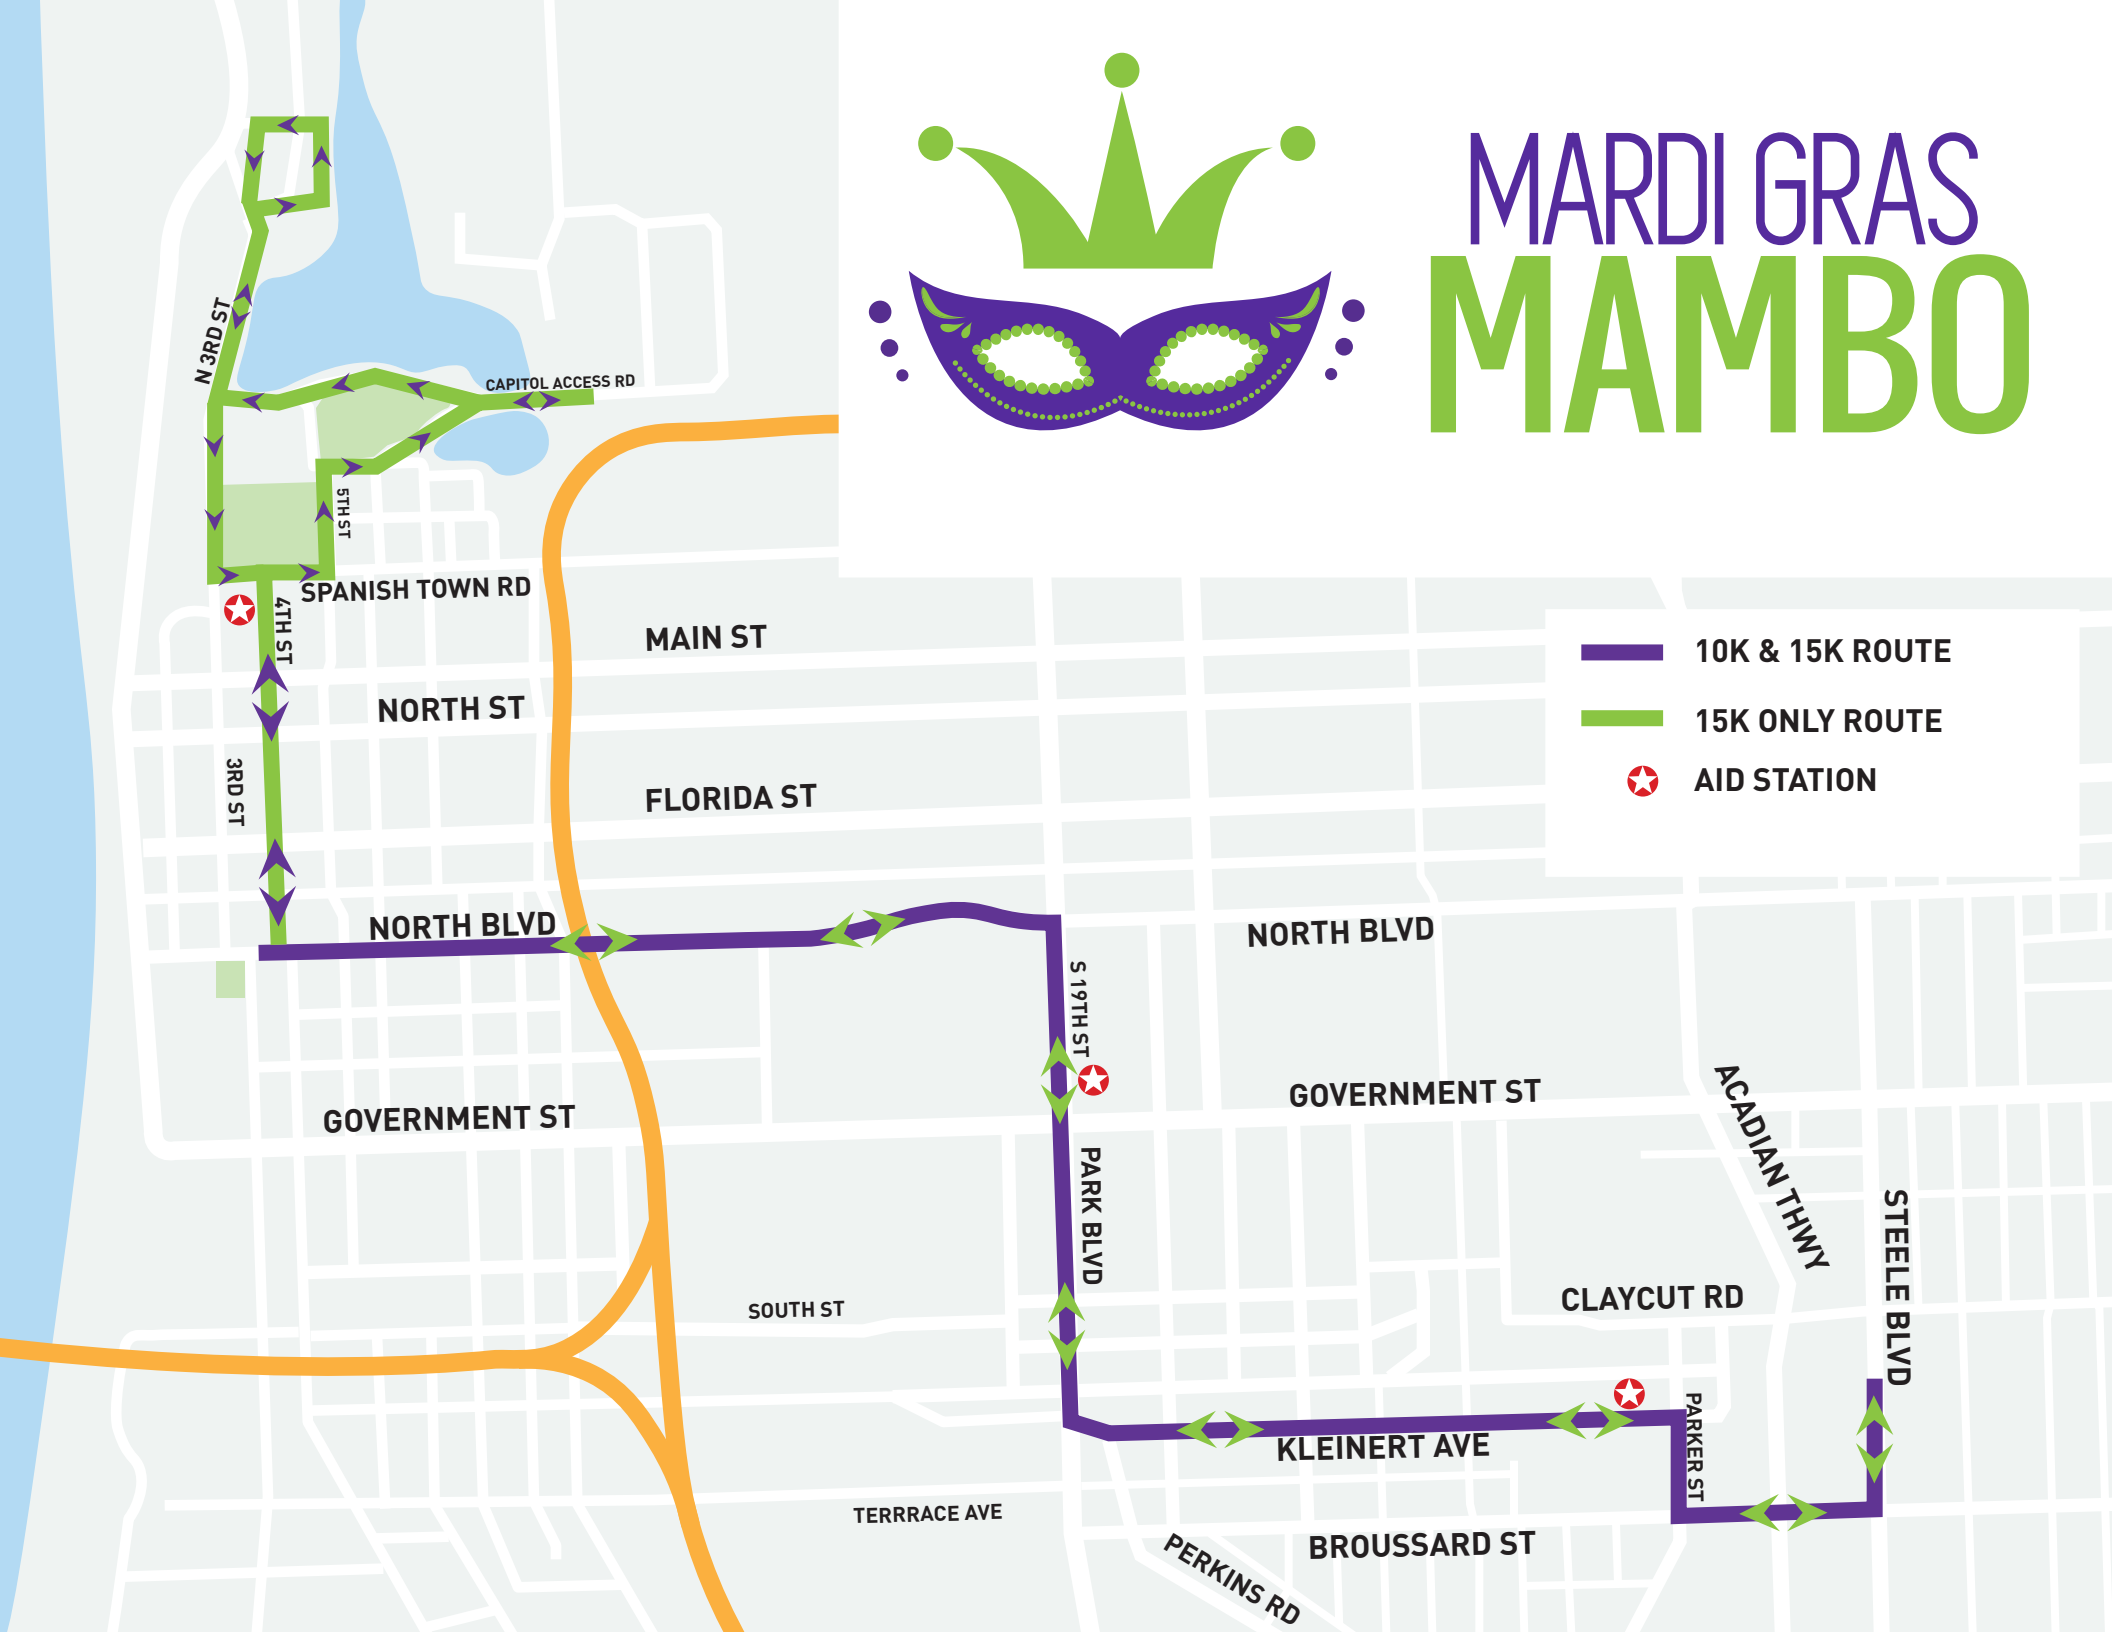 MARDI GRAS
MAMBO
10K & 15K ROUTE
15K ONLY ROUTE
AID STATION
N 3RD ST
CAPITOL ACCESS RD
5TH ST
SPANISH TOWN RD
4TH ST
MAIN ST
NORTH ST
3RD ST
FLORIDA ST
NORTH BLVD
NORTH BLVD
S 19TH ST
GOVERNMENT ST
GOVERNMENT ST
ACADIAN THWY
PARK BLVD
STEELE BLVD
SOUTH ST
CLAYCUT RD
PARKER ST
KLEINERT AVE
TERRRACE AVE
BROUSSARD ST
PERKINS RD